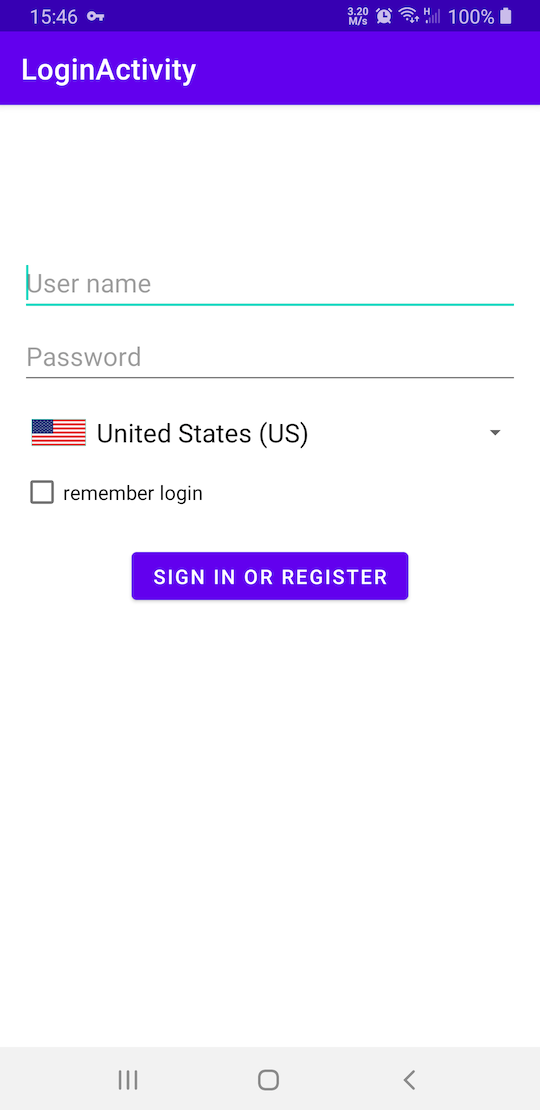 15:46 3.20 M/s H 100%
LoginActivity
User name
Password
United States (US)
remember login
SIGN IN OR REGISTER